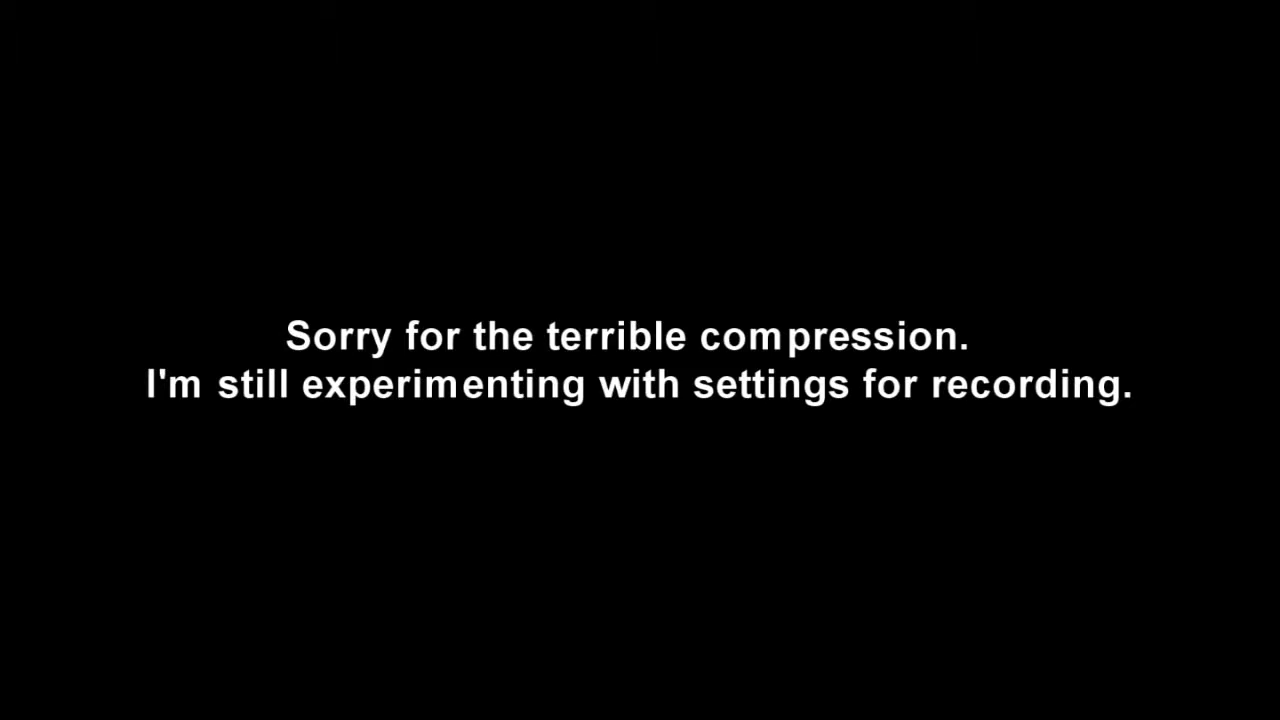 Sorry for the terrible compression.
I'm still experimenting with settings for recording.